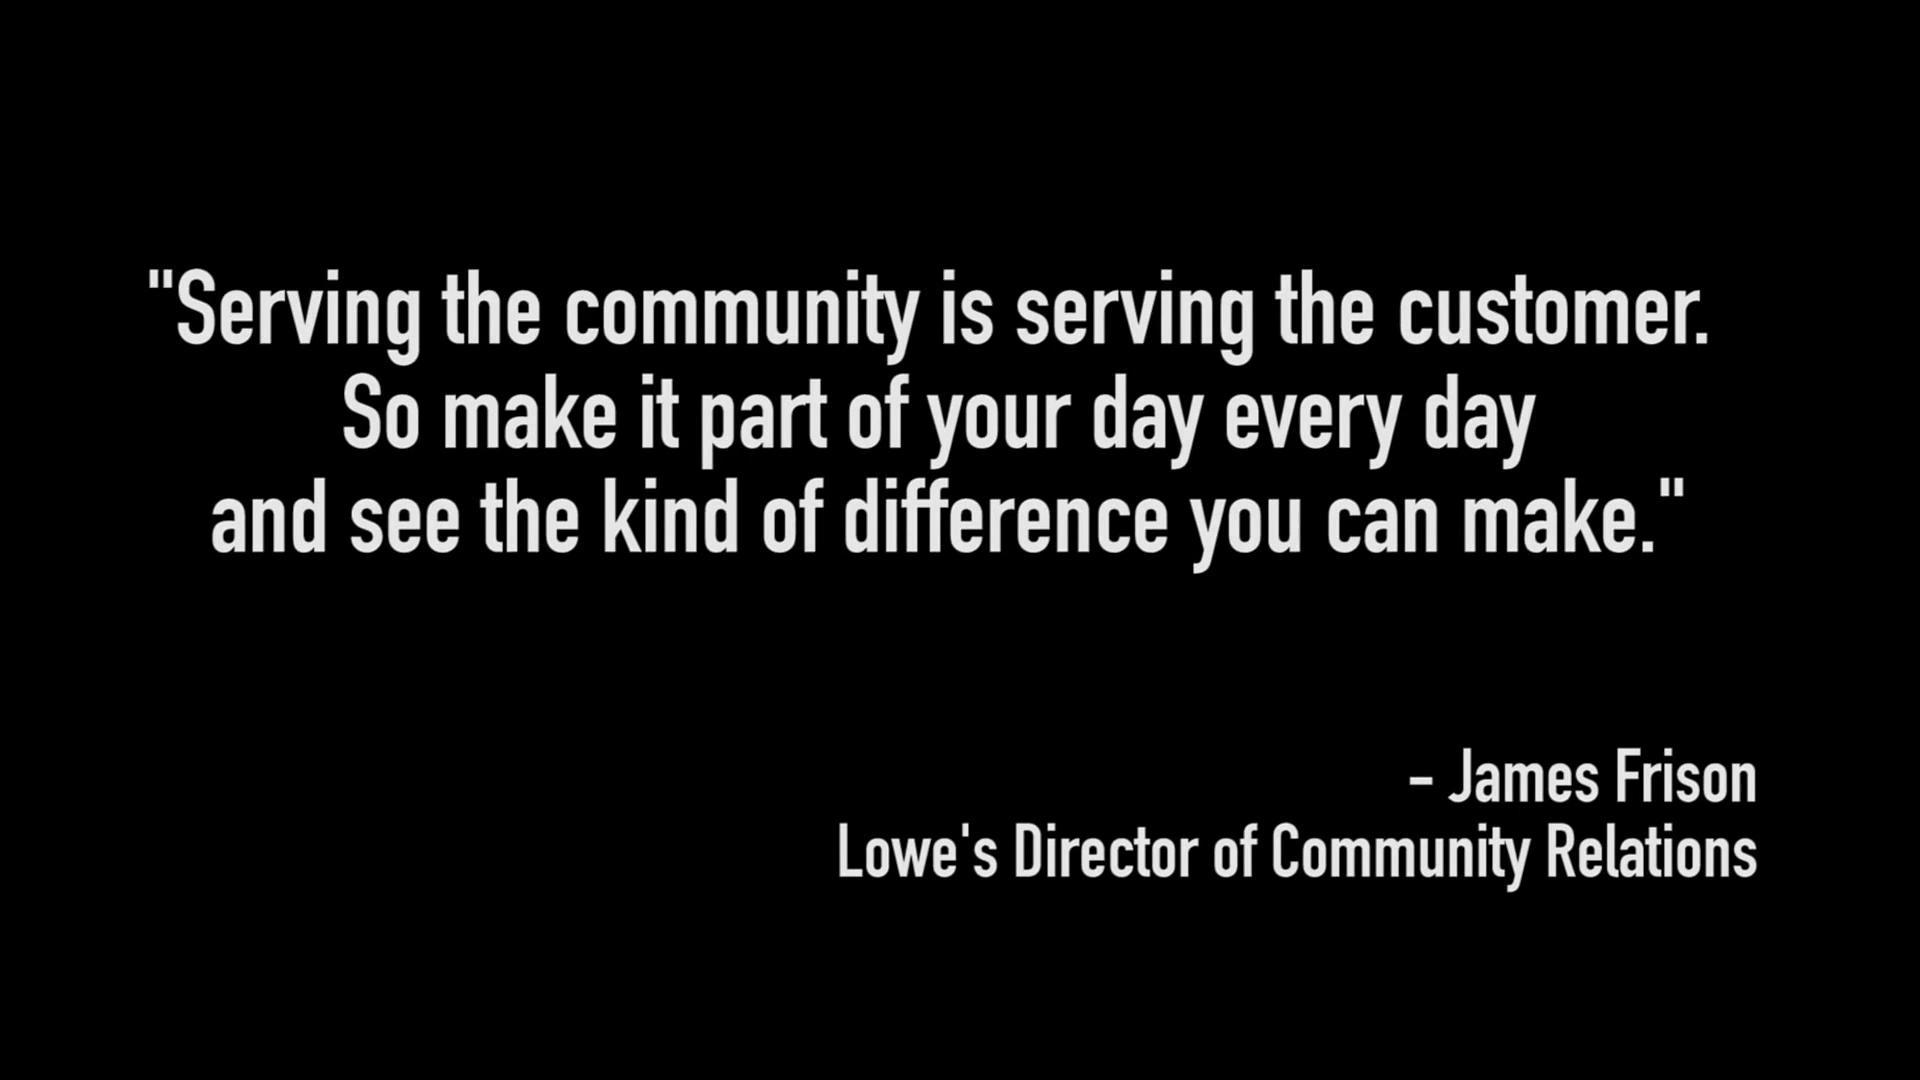 "Serving the community is serving the customer.
So make it part of your day every day
and see the kind of difference you can make."
- James Frison
Lowe's Director of Community Relations